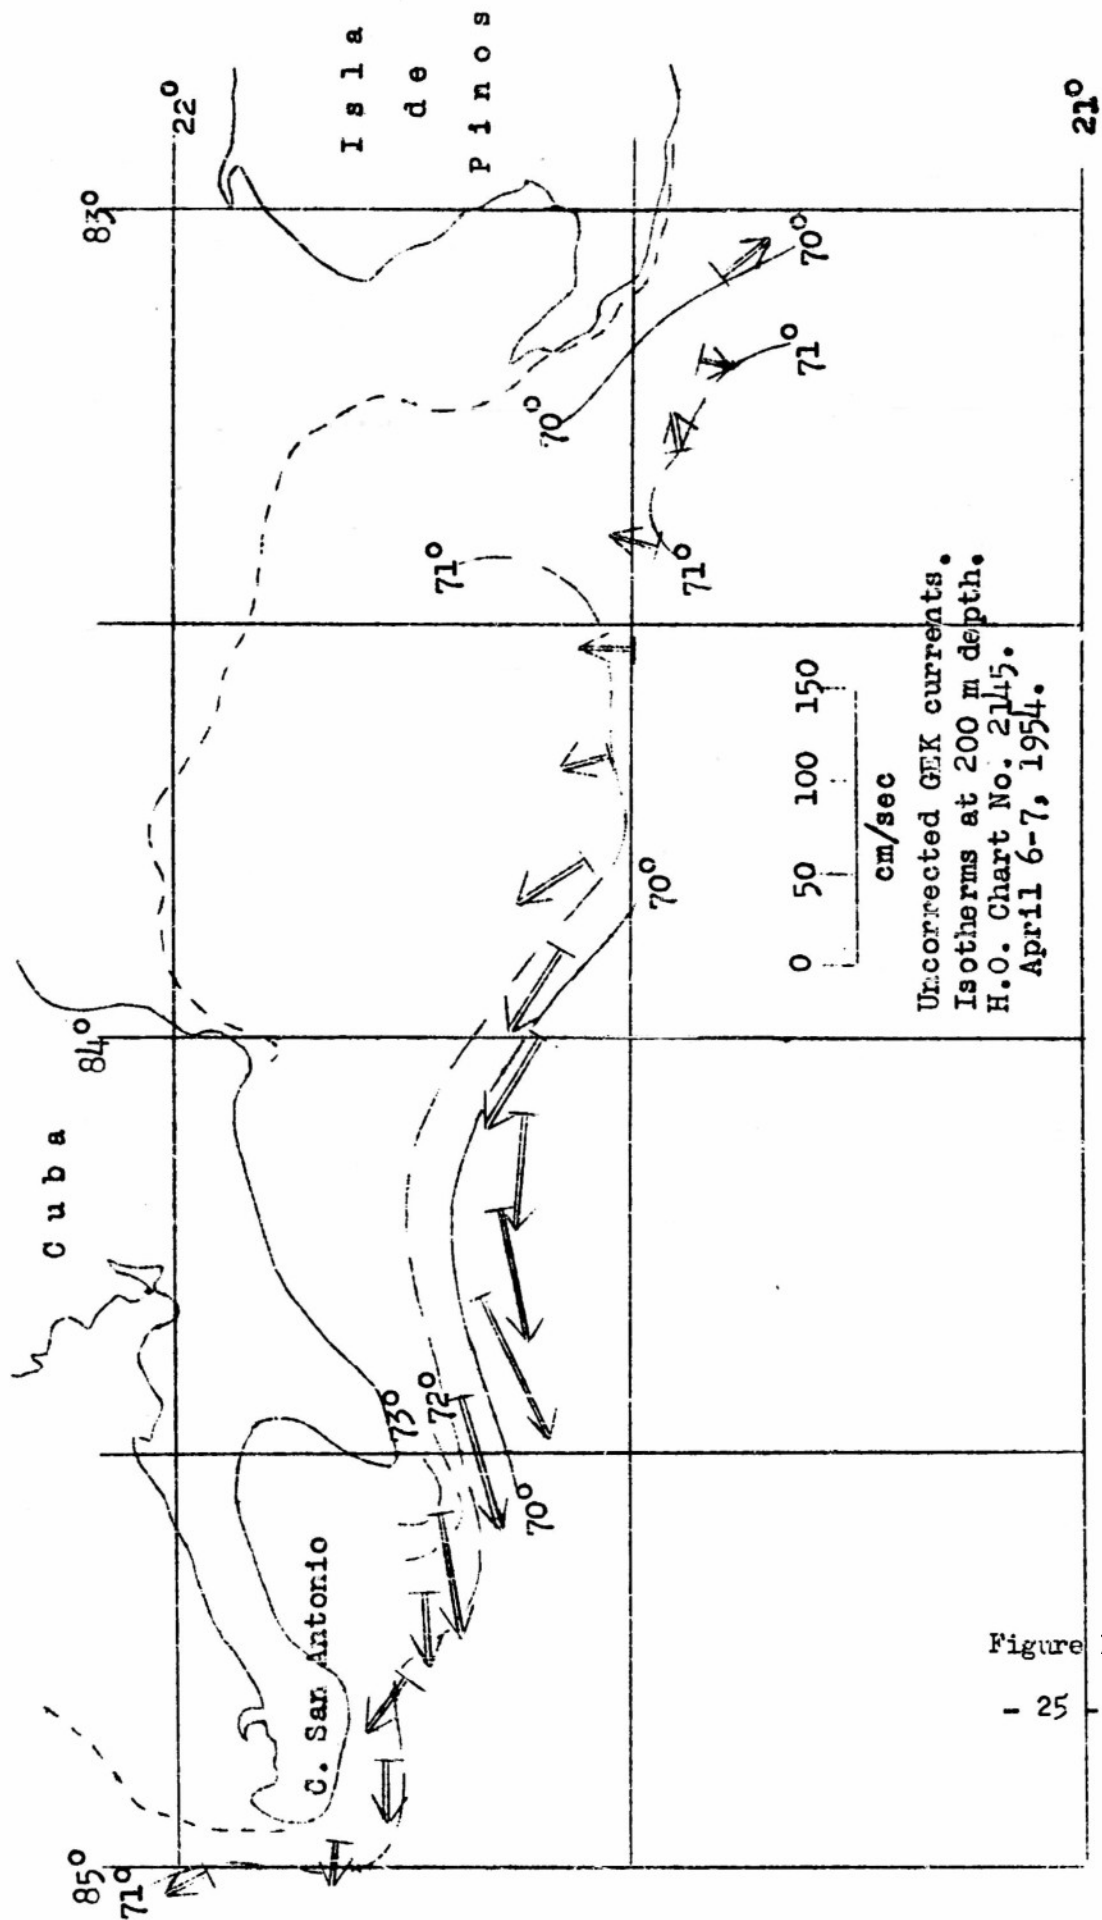 Cuba
Isla
de
Pinos
C. San Antonio
85°
84°
83°
22°
21°
71°
73°
72°
70°
70°
71°
70°
70°
71°
71°
0 50 100 150
cm/sec
Uncorrected GEK currents.
Isotherms at 200 m depth.
H.O. Chart No. 2145.
April 6-7, 1954.
Figure
- 25 -